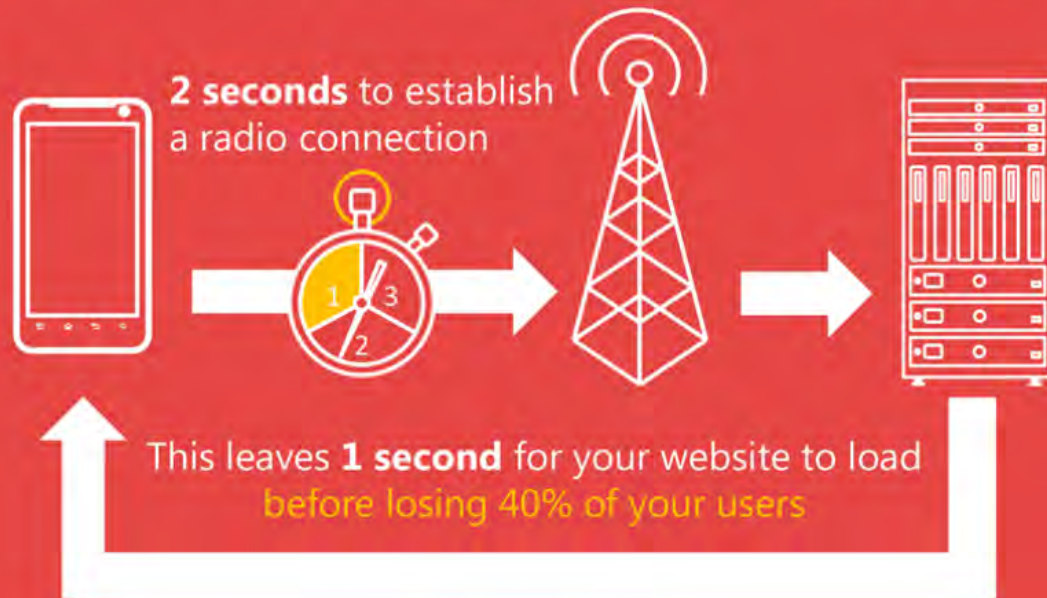 2 seconds to establish
a radio connection
1
3
2
This leaves 1 second for your website to load
before losing 40% of your users